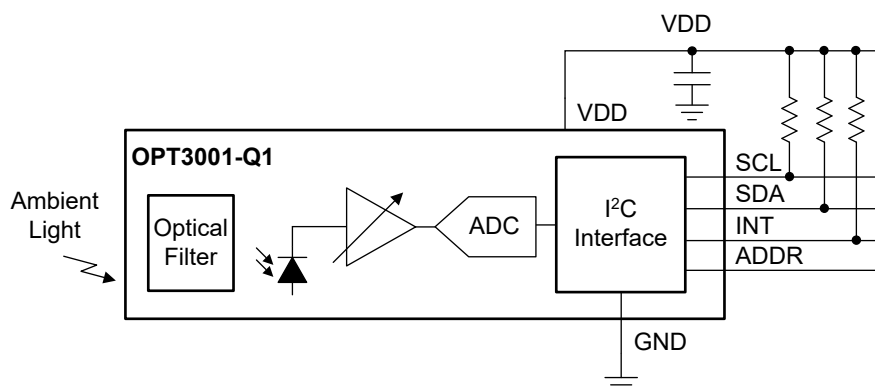 VDD
VDD
OPT3001-Q1
Ambient
Light
Optical
Filter
ADC
I²C
Interface
SCL
SDA
INT
ADDR
GND